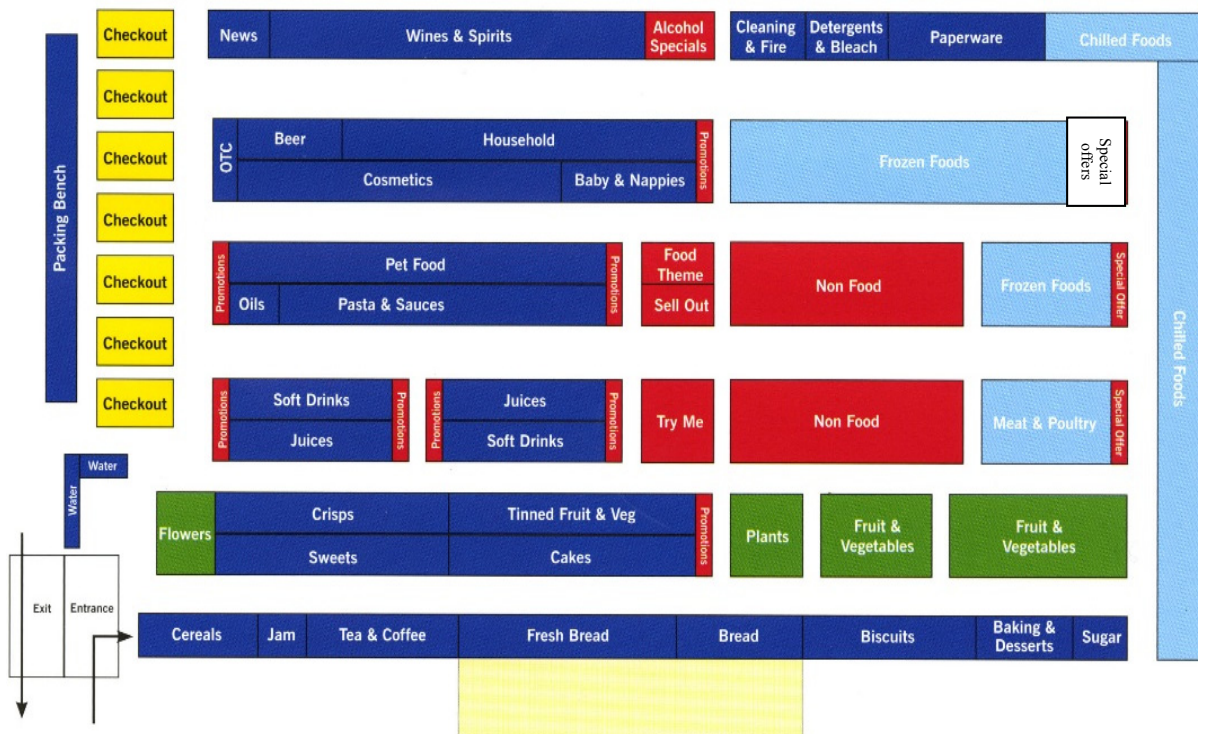 Checkout
News
Wines & Spirits
Alcohol
Specials
Cleaning
& Fire
Detergents
& Bleach
Paperware
Chilled Foods
Checkout
Packing Bench
Checkout
OTC
Beer
Household
Cosmetics
Baby & Nappies
Promotions
Frozen Foods
Special
offers
Checkout
Checkout
Promotions
Pet Food
Oils
Pasta & Sauces
Promotions
Food
Theme
Sell Out
Non Food
Frozen Foods
Special Offer
Chilled Foods
Checkout
Checkout
Promotions
Soft Drinks
Juices
Promotions
Promotions
Juices
Soft Drinks
Promotions
Try Me
Non Food
Meat & Poultry
Special Offer
Water
Water
Flowers
Crisps
Tinned Fruit & Veg
Sweets
Cakes
Promotions
Plants
Fruit &
Vegetables
Fruit &
Vegetables
Exit
Entrance
Cereals
Jam
Tea & Coffee
Fresh Bread
Bread
Biscuits
Baking &
Desserts
Sugar